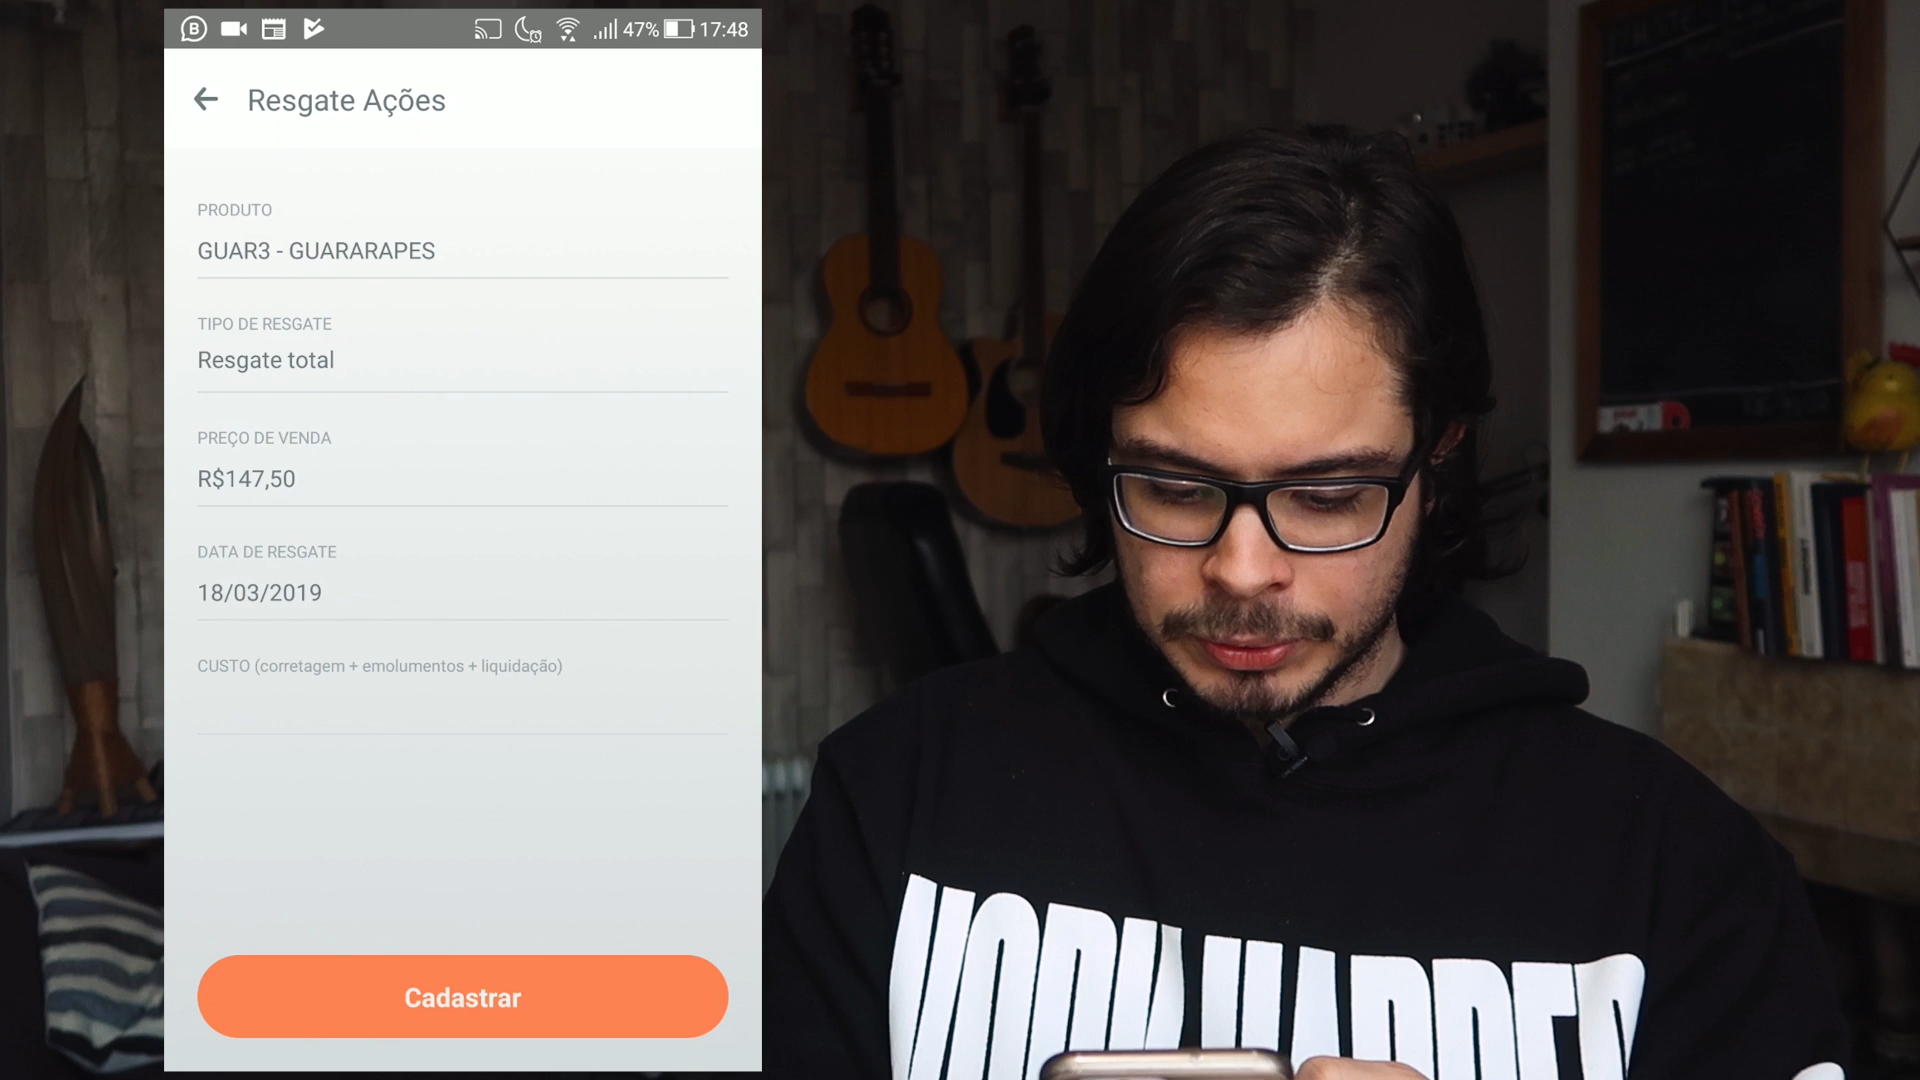 47% 17:48
Resgate Ações
PRODUTO
GUAR3 - GUARARAPES
TIPO DE RESGATE
Resgate total
PREÇO DE VENDA
R$147,50
DATA DE RESGATE
18/03/2019
CUSTO (corretagem + emolumentos + liquidação)
Cadastrar